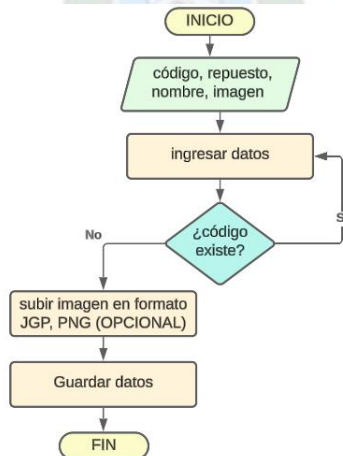 INICIO
código, repuesto,
nombre, imagen
ingresar datos
¿código
existe?
No
subir imagen en formato
JGP, PNG (OPCIONAL)
Guardar datos
FIN